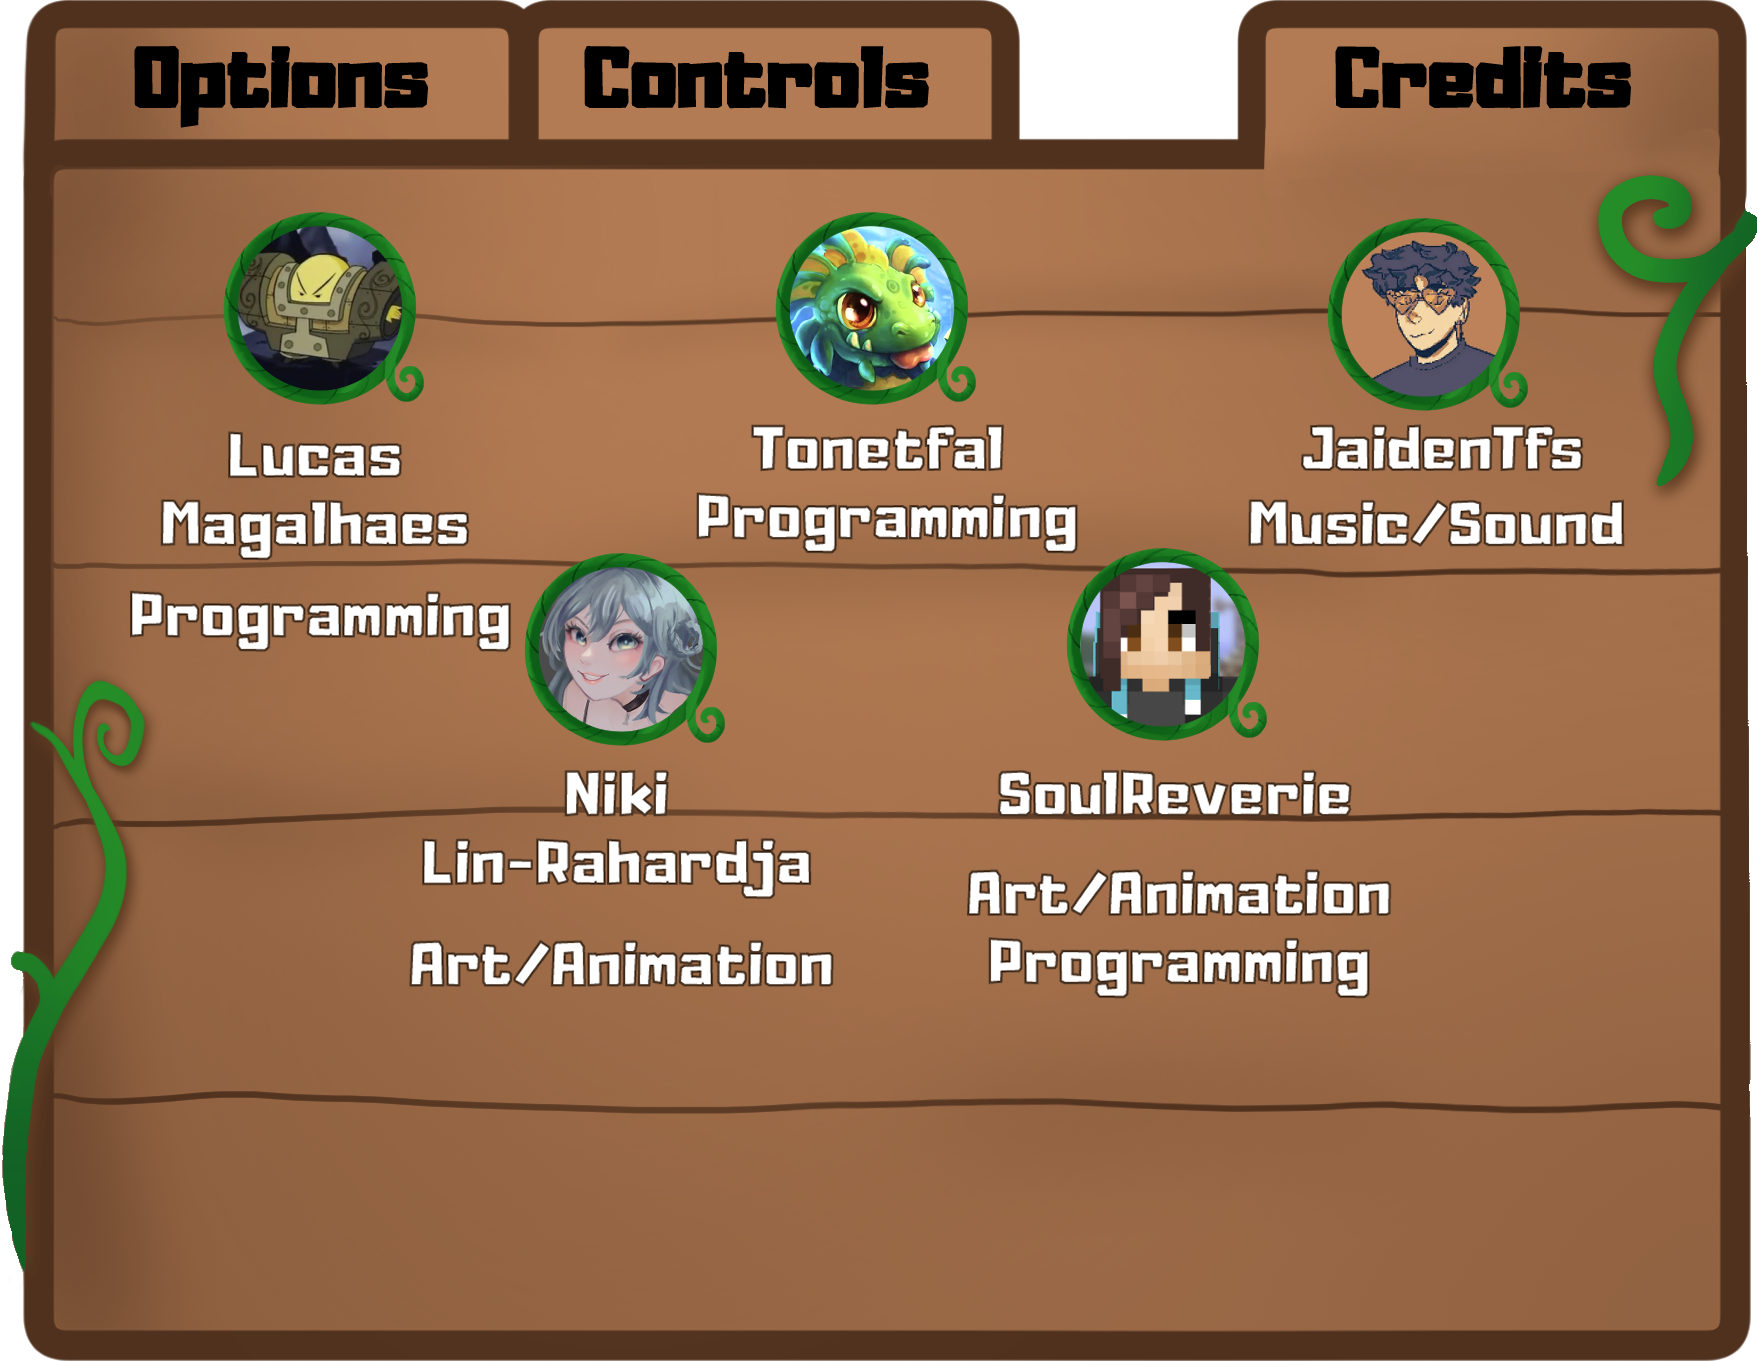 Options
Controls
Credits
Lucas
Magalhaes
Programming
Tonetfal
Programming
JaidenTfs
Music/Sound
Niki
Lin-Rahardja
Art/Animation
SoulReverie
Art/Animation
Programming